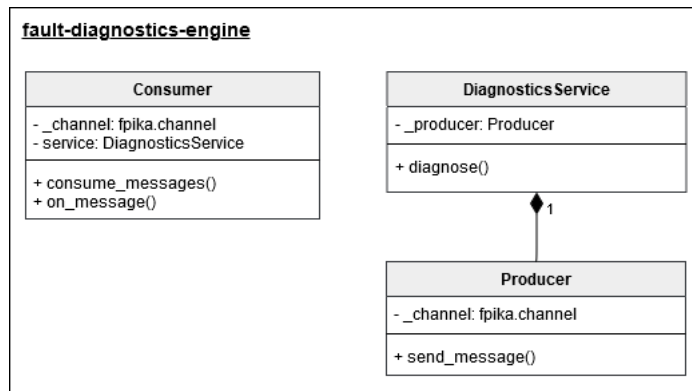 fault-diagnostics-engine
Consumer
- _channel: fpika.channel
- service: DiagnosticsService
+ consume_messages()
+ on_message()
DiagnosticsService
- _producer: Producer
+ diagnose()
1
Producer
- _channel: fpika.channel
+ send_message()